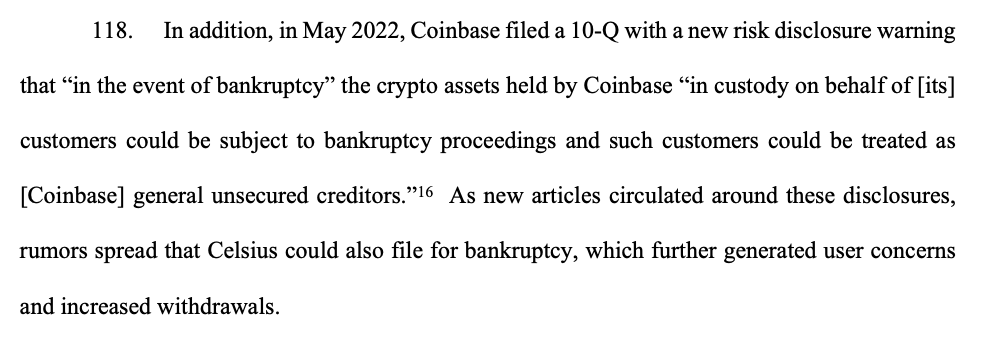 118. In addition, in May 2022, Coinbase filed a 10-Q with a new risk disclosure warning
that “in the event of bankruptcy” the crypto assets held by Coinbase “in custody on behalf of [its]
customers could be subject to bankruptcy proceedings and such customers could be treated as
[Coinbase] general unsecured creditors.”16 As new articles circulated around these disclosures,
rumors spread that Celsius could also file for bankruptcy, which further generated user concerns
and increased withdrawals.